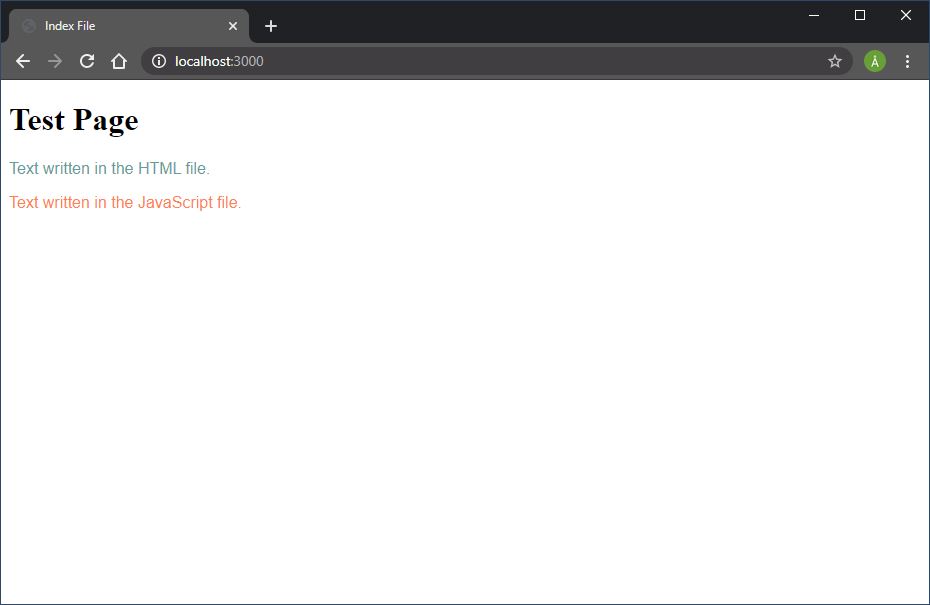 Index File
localhost:3000
Å
Test Page
Text written in the HTML file.
Text written in the JavaScript file.